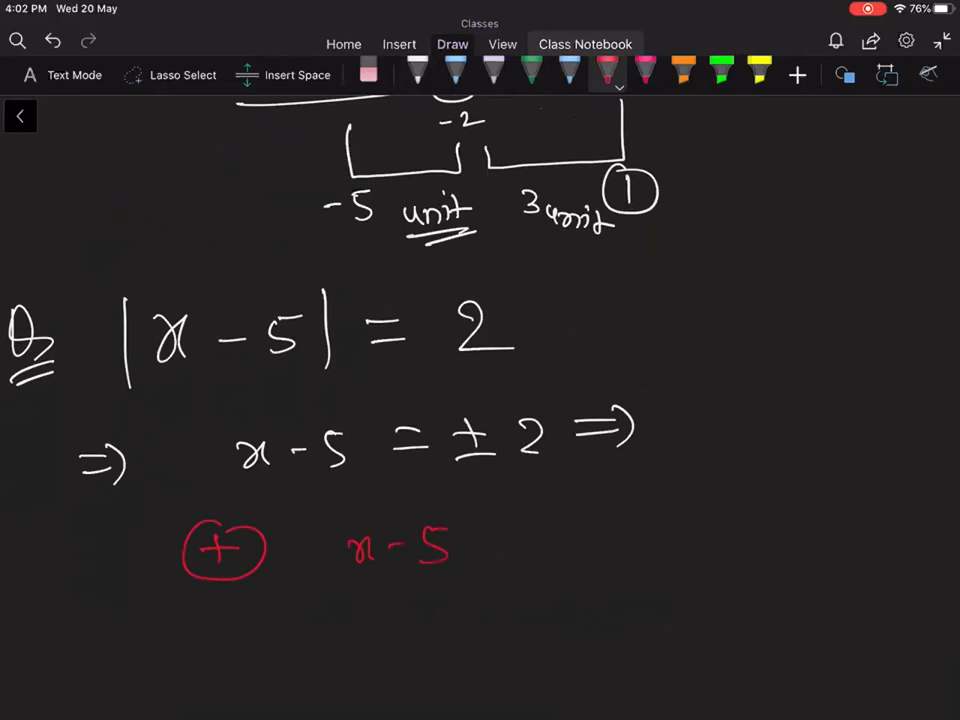 4:02 PM Wed 20 May
76%
Classes
Home Insert Draw View Class Notebook
Text Mode Lasso Select Insert Space
-2
-5 unit 3 unit 1
Q |x - 5| = 2
=> x - 5 = ± 2 =>
+ x - 5